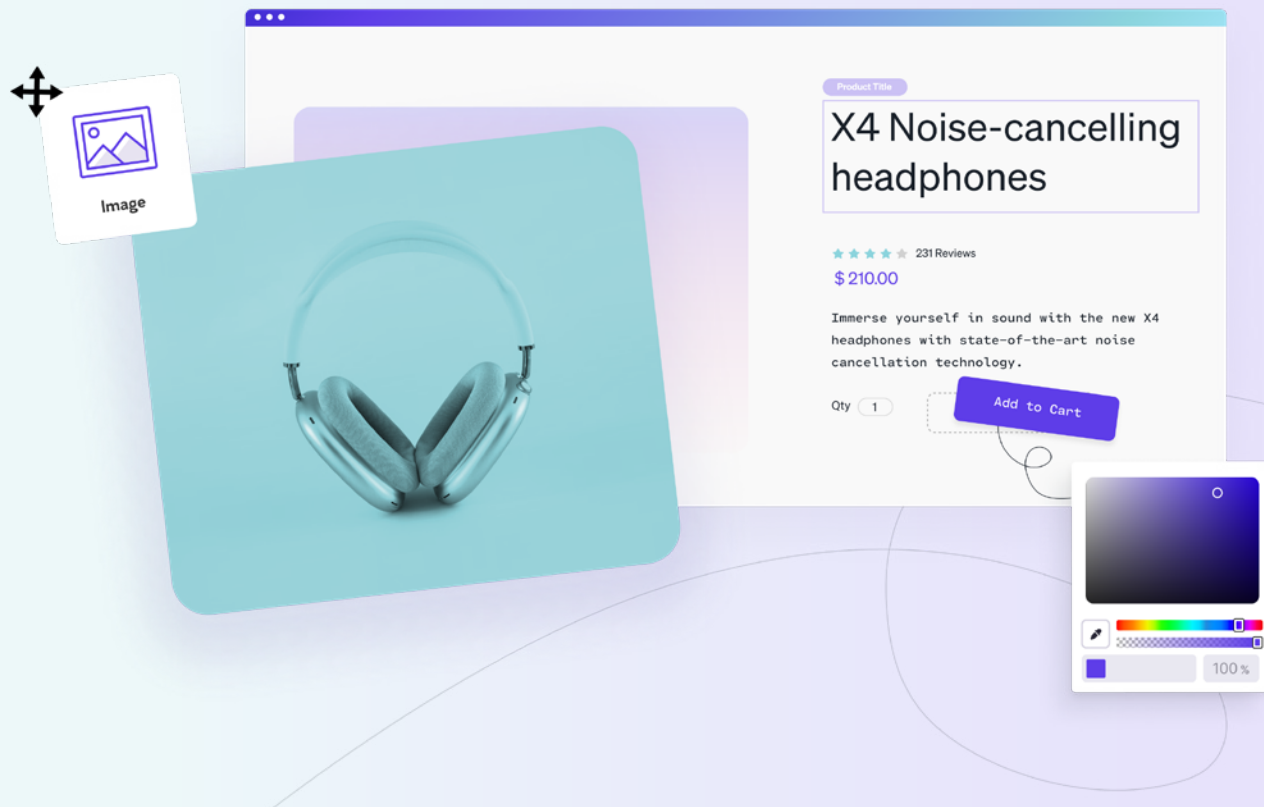 Image
Product Title
X4 Noise-cancelling
headphones
231 Reviews
$ 210.00
Immerse yourself in sound with the new X4
headphones with state-of-the-art noise
cancellation technology.
Qty 1
Add to Cart
100 %